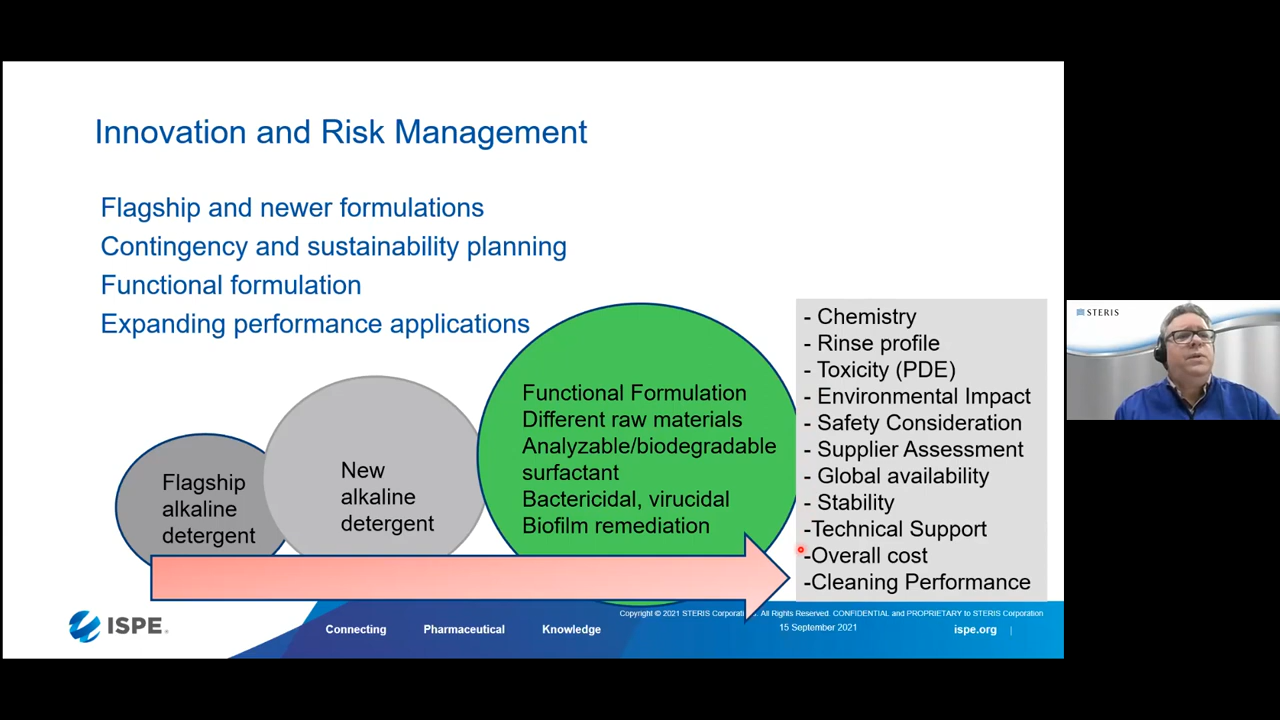 Innovation and Risk Management
Flagship and newer formulations
Contingency and sustainability planning
Functional formulation
Expanding performance applications
Flagship
alkaline
detergent
New
alkaline
detergent
Functional Formulation
Different raw materials
Analyzable/biodegradable
surfactant
Bactericidal, virucidal
Biofilm remediation
- Chemistry
- Rinse profile
- Toxicity (PDE)
- Environmental Impact
- Safety Consideration
- Supplier Assessment
- Global availability
- Stability
-Technical Support
-Overall cost
-Cleaning Performance
STERIS
ISPE
Connecting Pharmaceutical Knowledge
Copyright © 2021 STERIS All Rights Reserved. CONFIDENTIAL and PROPRIETARY to STERIS Corporation
15 September 2021
ispe.org |